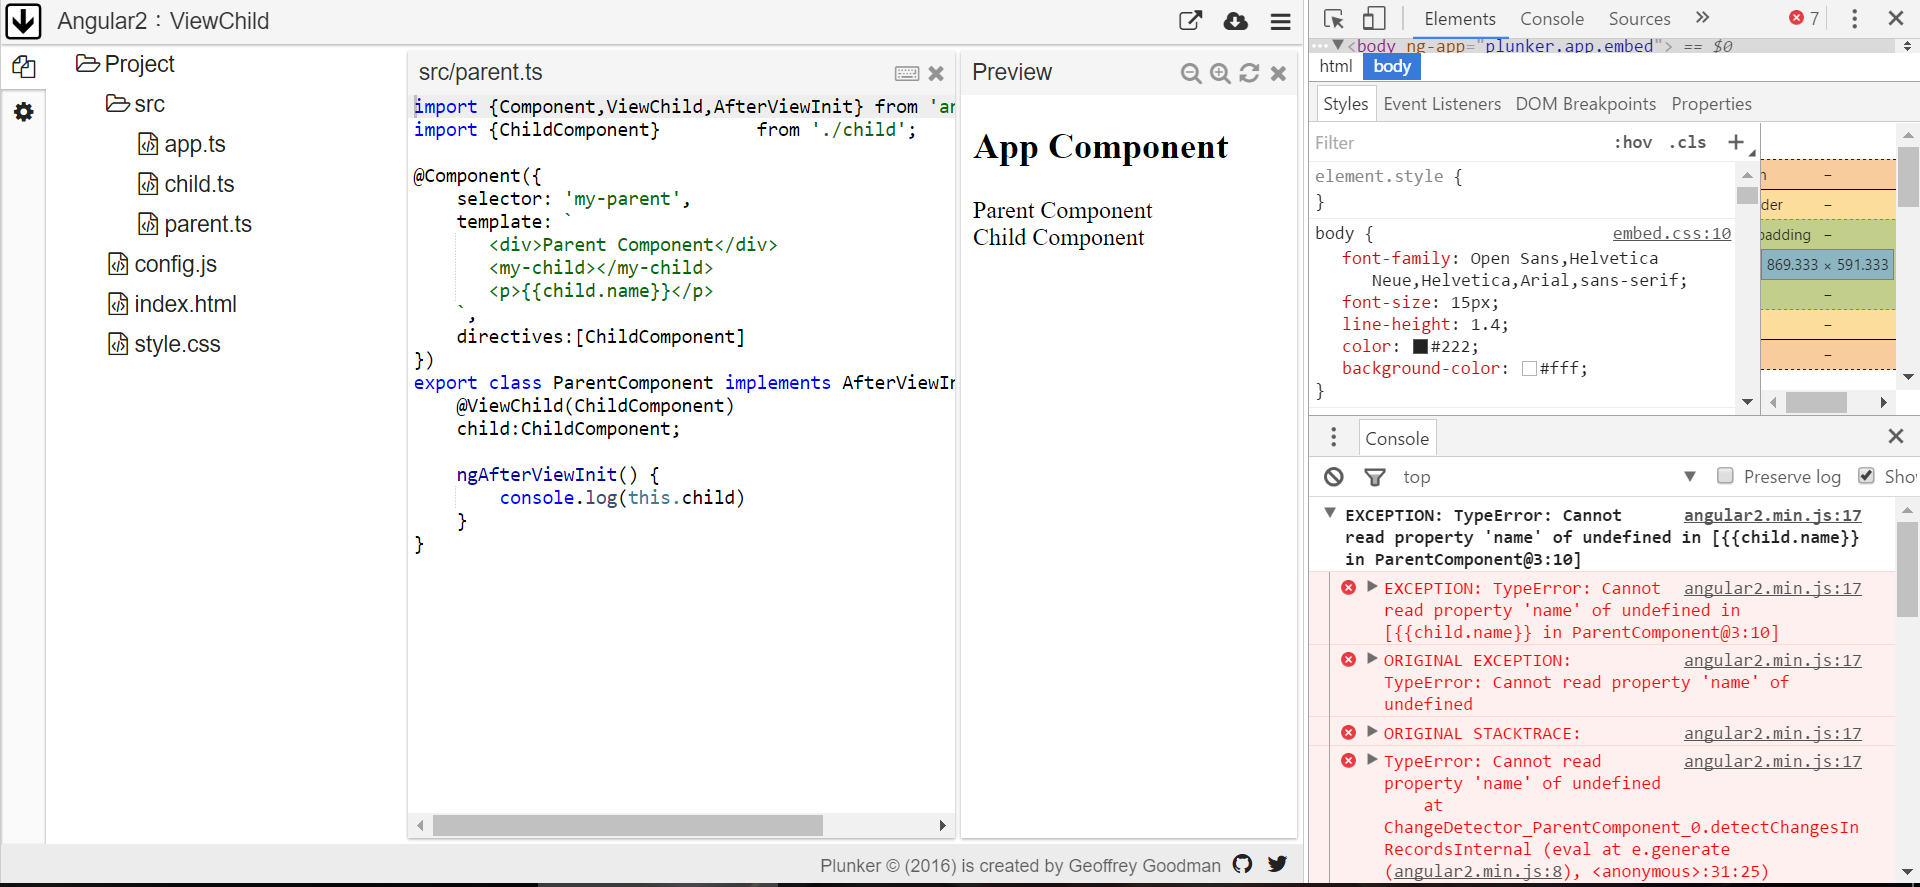 Angular2：ViewChild
Project
src
app.ts
child.ts
parent.ts
config.js
index.html
style.css
src/parent.ts
import {Component,ViewChild,AfterViewInit} from 'an
import {ChildComponent}         from './child';
@Component({
    selector: 'my-parent',
    template: `
       <div>Parent Component</div>
       <my-child></my-child>
       <p>{{child.name}}</p>
    `,
    directives:[ChildComponent]
})
export class ParentComponent implements AfterViewIn
    @ViewChild(ChildComponent)
    child:ChildComponent;
    ngAfterViewInit() {
        console.log(this.child)
    }
}
Preview
App Component
Parent Component
Child Component
Plunker © (2016) is created by Geoffrey Goodman
Elements Console Sources » 7
<body ng-app="plunker.app.embed"> == $0
html body
Styles Event Listeners DOM Breakpoints Properties
Filter :hov .cls +
element.style {
}
body { embed.css:10
font-family: Open Sans,Helvetica
Neue,Helvetica,Arial,sans-serif;
font-size: 15px;
line-height: 1.4;
color: #222;
background-color: #fff;
}
n –
der –
padding –
869.333 × 591.333
–
–
–
Console
top Preserve log Show
EXCEPTION: TypeError: Cannot angular2.min.js:17
read property 'name' of undefined in [{{child.name}}
in ParentComponent@3:10]
EXCEPTION: TypeError: Cannot angular2.min.js:17
read property 'name' of undefined in
[{{child.name}} in ParentComponent@3:10]
ORIGINAL EXCEPTION: angular2.min.js:17
TypeError: Cannot read property 'name' of
undefined
ORIGINAL STACKTRACE: angular2.min.js:17
TypeError: Cannot read angular2.min.js:17
property 'name' of undefined
at
ChangeDetector_ParentComponent_0.detectChangesIn
RecordsInternal (eval at e.generate
(angular2.min.js:8), <anonymous>:31:25)